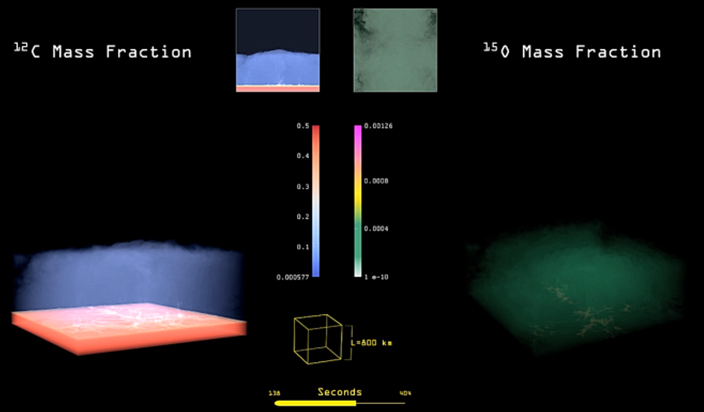 ¹²C Mass Fraction
¹⁵O Mass Fraction
0.5
0.4
0.3
0.2
0.1
0.000577
0.00126
0.0008
0.0004
1 e-10
L=800 km
Seconds
138
404